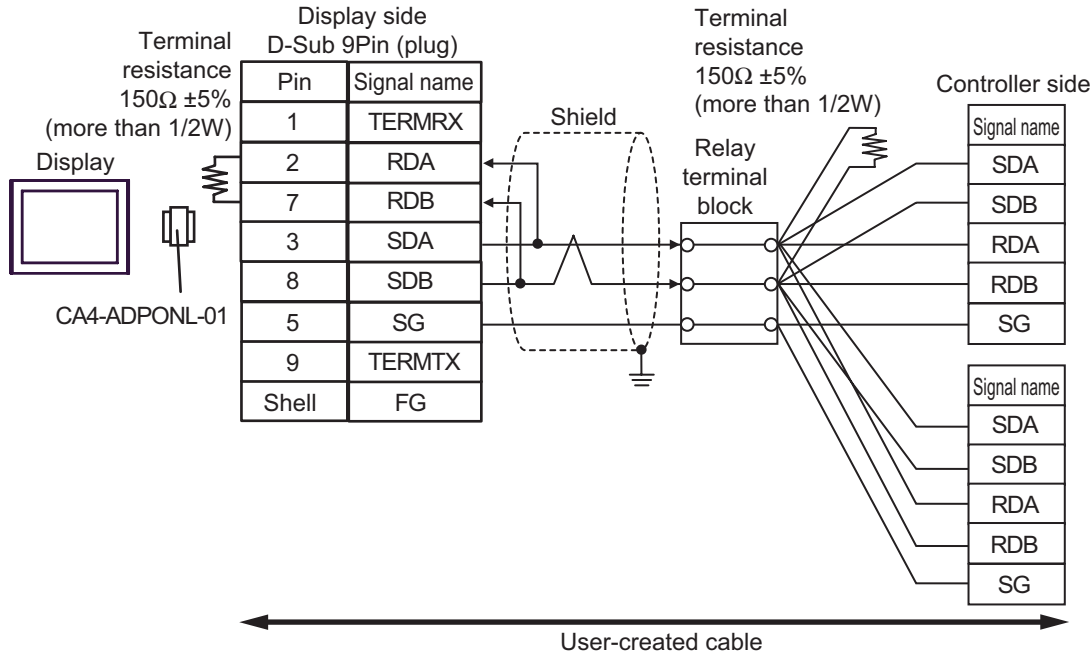 Display side
D-Sub 9Pin (plug)
Terminal
resistance
150Ω ±5%
(more than 1/2W)
Display
CA4-ADPONL-01
Pin Signal name
1 TERMRX
2 RDA
7 RDB
3 SDA
8 SDB
5 SG
9 TERMTX
Shell FG
Shield
Terminal
resistance
150Ω ±5%
(more than 1/2W)
Relay
terminal
block
Controller side
Signal name
SDA
SDB
RDA
RDB
SG
Signal name
SDA
SDB
RDA
RDB
SG
User-created cable